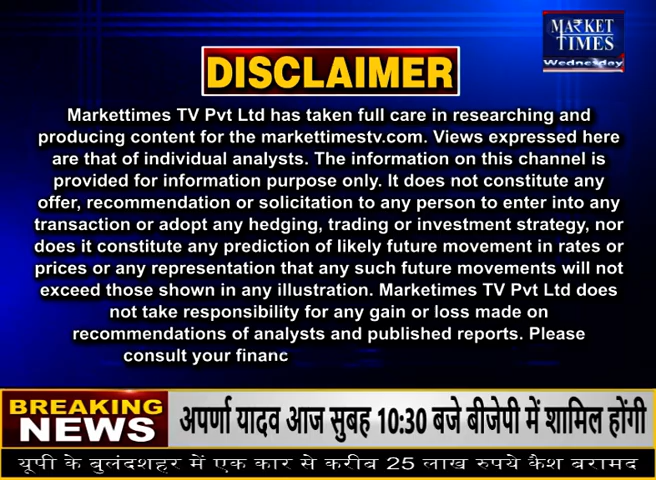 MARKET
TIMES
Wednesday
DISCLAIMER
Markettimes TV Pvt Ltd has taken full care in researching and
producing content for the markettimestv.com. Views expressed here
are that of individual analysts. The information on this channel is
provided for information purpose only. It does not constitute any
offer, recommendation or solicitation to any person to enter into any
transaction or adopt any hedging, trading or investment strategy, nor
does it constitute any prediction of likely future movement in rates or
prices or any representation that any such future movements will not
exceed those shown in any illustration. Marketimes TV Pvt Ltd does
not take responsibility for any gain or loss made on
recommendations of analysts and published reports. Please
consult your financ
BREAKING
NEWS
अपर्णा यादव आज सुबह 10:30 बजे बीजेपी में शामिल होंगी
यूपी के बुलंदशहर में एक कार से करीब 25 लाख रुपये कैश बरामद